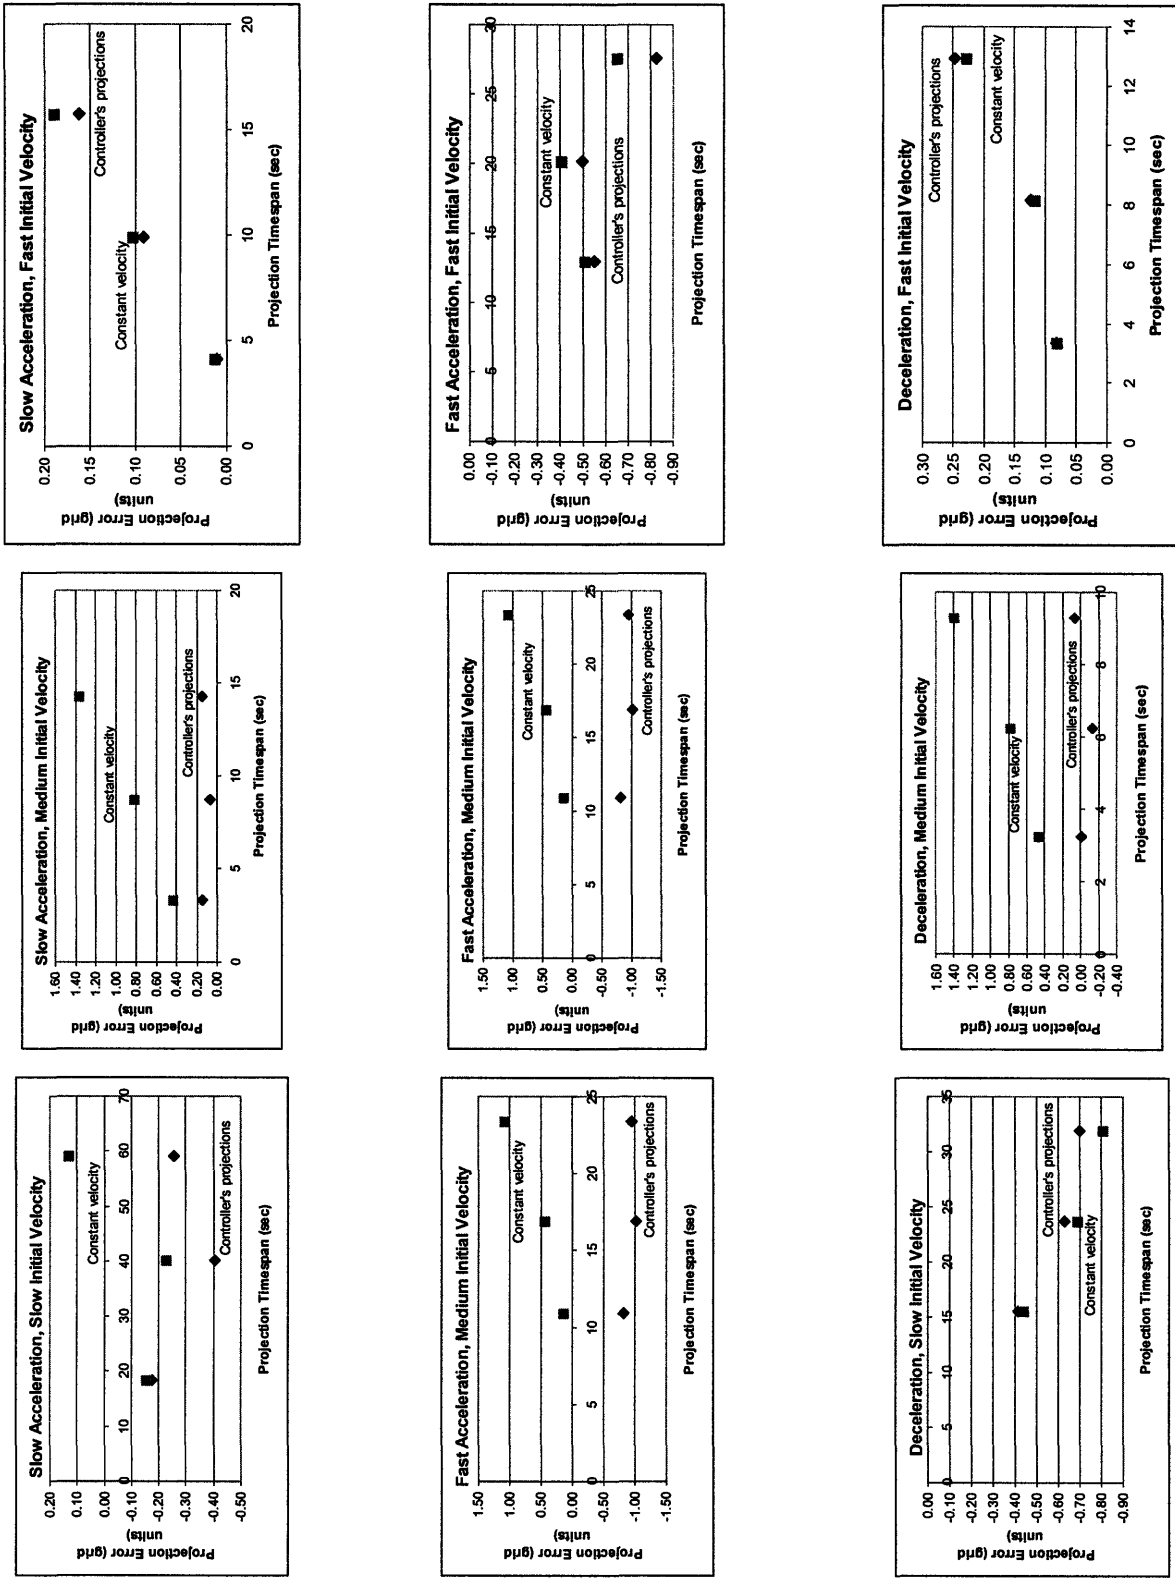 Slow Acceleration, Slow Initial Velocity
Projection Error (grid
units)
0.20
0.10
0.00
-0.10
-0.20
-0.30
-0.40
-0.50
0 10 20 30 40 50 60 70
Constant velocity
Controller's projections
Projection Timespan (sec)
Slow Acceleration, Medium Initial Velocity
Projection Error (grid
units)
1.60
1.40
1.20
1.00
0.80
0.60
0.40
0.20
0.00
Constant velocity
Controller's projections
0 5 10 15 20
Projection Timespan (sec)
Slow Acceleration, Fast Initial Velocity
Projection Error (grid
units)
0.20
0.15
0.10
0.05
0.00
Controller's projections
Constant velocity
0 5 10 15 20
Projection Timespan (sec)
Fast Acceleration, Medium Initial Velocity
Projection Error (grid
units)
1.50
1.00
0.50
0.00
-0.50
-1.00
-1.50
Constant velocity
0 5 10 15 20 25
Controller's projections
Projection Timespan (sec)
Fast Acceleration, Medium Initial Velocity
Projection Error (grid
units)
1.50
1.00
0.50
0.00
-0.50
-1.00
-1.50
Constant velocity
0 5 10 15 20 25
Controller's projections
Projection Timespan (sec)
Fast Acceleration, Fast Initial Velocity
Projection Error (grid
units)
0.00
-0.10
-0.20
-0.30
-0.40
-0.50
-0.60
-0.70
-0.80
-0.90
0 5 10 15 20 25 30
Constant velocity
Controller's projections
Projection Timespan (sec)
Deceleration, Slow Initial Velocity
Projection Error (grid
units)
0.00
-0.10
-0.20
-0.30
-0.40
-0.50
-0.60
-0.70
-0.80
-0.90
0 5 10 15 20 25 30 35
Controller's projections
Constant velocity
Projection Timespan (sec)
Deceleration, Medium Initial Velocity
Projection Error (grid
units)
1.60
1.40
1.20
1.00
0.80
0.60
0.40
0.20
0.00
-0.20
-0.40
Constant velocity
Controller's projections
0 2 4 6 8 10
Projection Timespan (sec)
Deceleration, Fast Initial Velocity
Projection Error (grid
units)
0.30
0.25
0.20
0.15
0.10
0.05
0.00
Controller's projections
Constant velocity
0 2 4 6 8 10 12 14
Projection Timespan (sec)